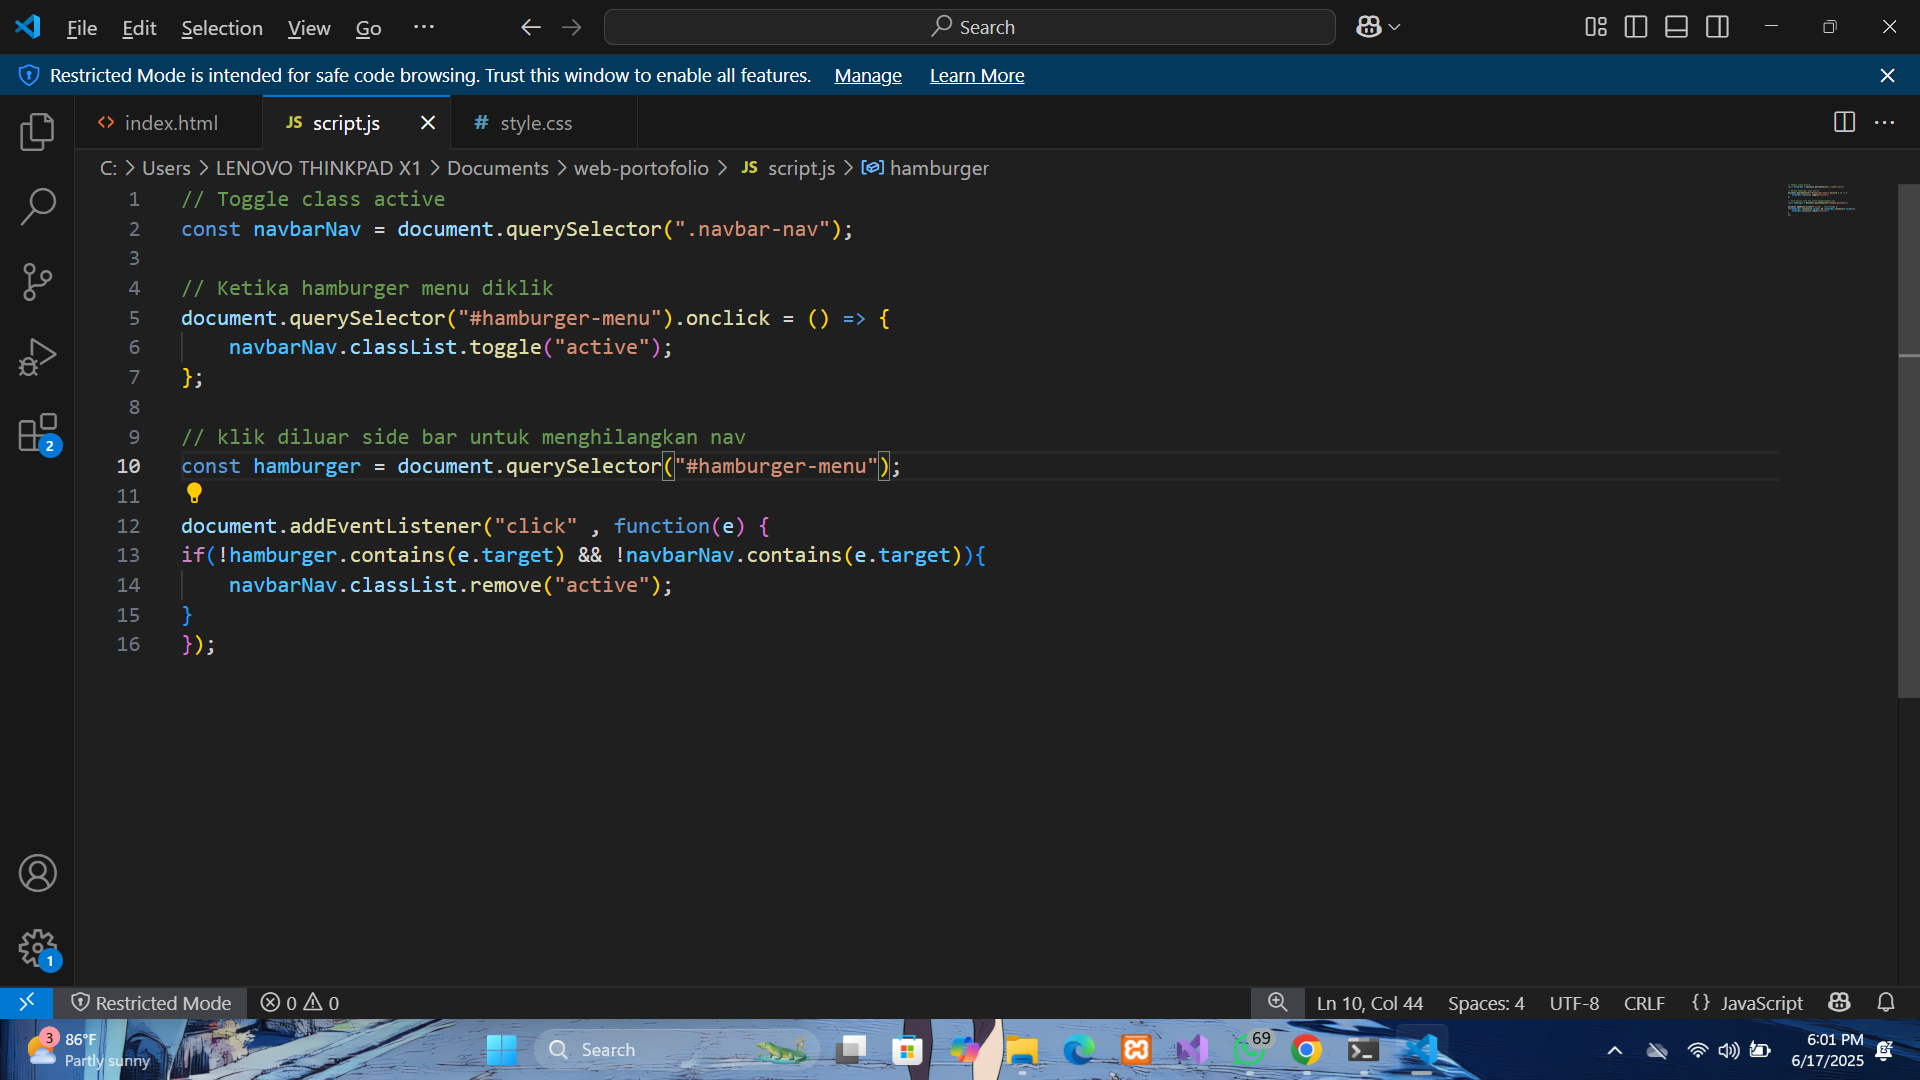 File Edit Selection View Go ··· Search
Restricted Mode is intended for safe code browsing. Trust this window to enable all features. Manage Learn More
index.html JS script.js # style.css
C: > Users > LENOVO THINKPAD X1 > Documents > web-portofolio > JS script.js > hamburger
1 // Toggle class active
2 const navbarNav = document.querySelector(".navbar-nav");
3
4 // Ketika hamburger menu diklik
5 document.querySelector("#hamburger-menu").onclick = () => {
6 navbarNav.classList.toggle("active");
7 };
8
9 // klik diluar side bar untuk menghilangkan nav
10 const hamburger = document.querySelector("#hamburger-menu");
11
12 document.addEventListener("click" , function(e) {
13 if(!hamburger.contains(e.target) && !navbarNav.contains(e.target)){
14 navbarNav.classList.remove("active");
15 }
16 });
2
1
Restricted Mode 0 0 Ln 10, Col 44 Spaces: 4 UTF-8 CRLF {} JavaScript
3 86°F
Partly sunny
Search
69
6:01 PM
6/17/2025